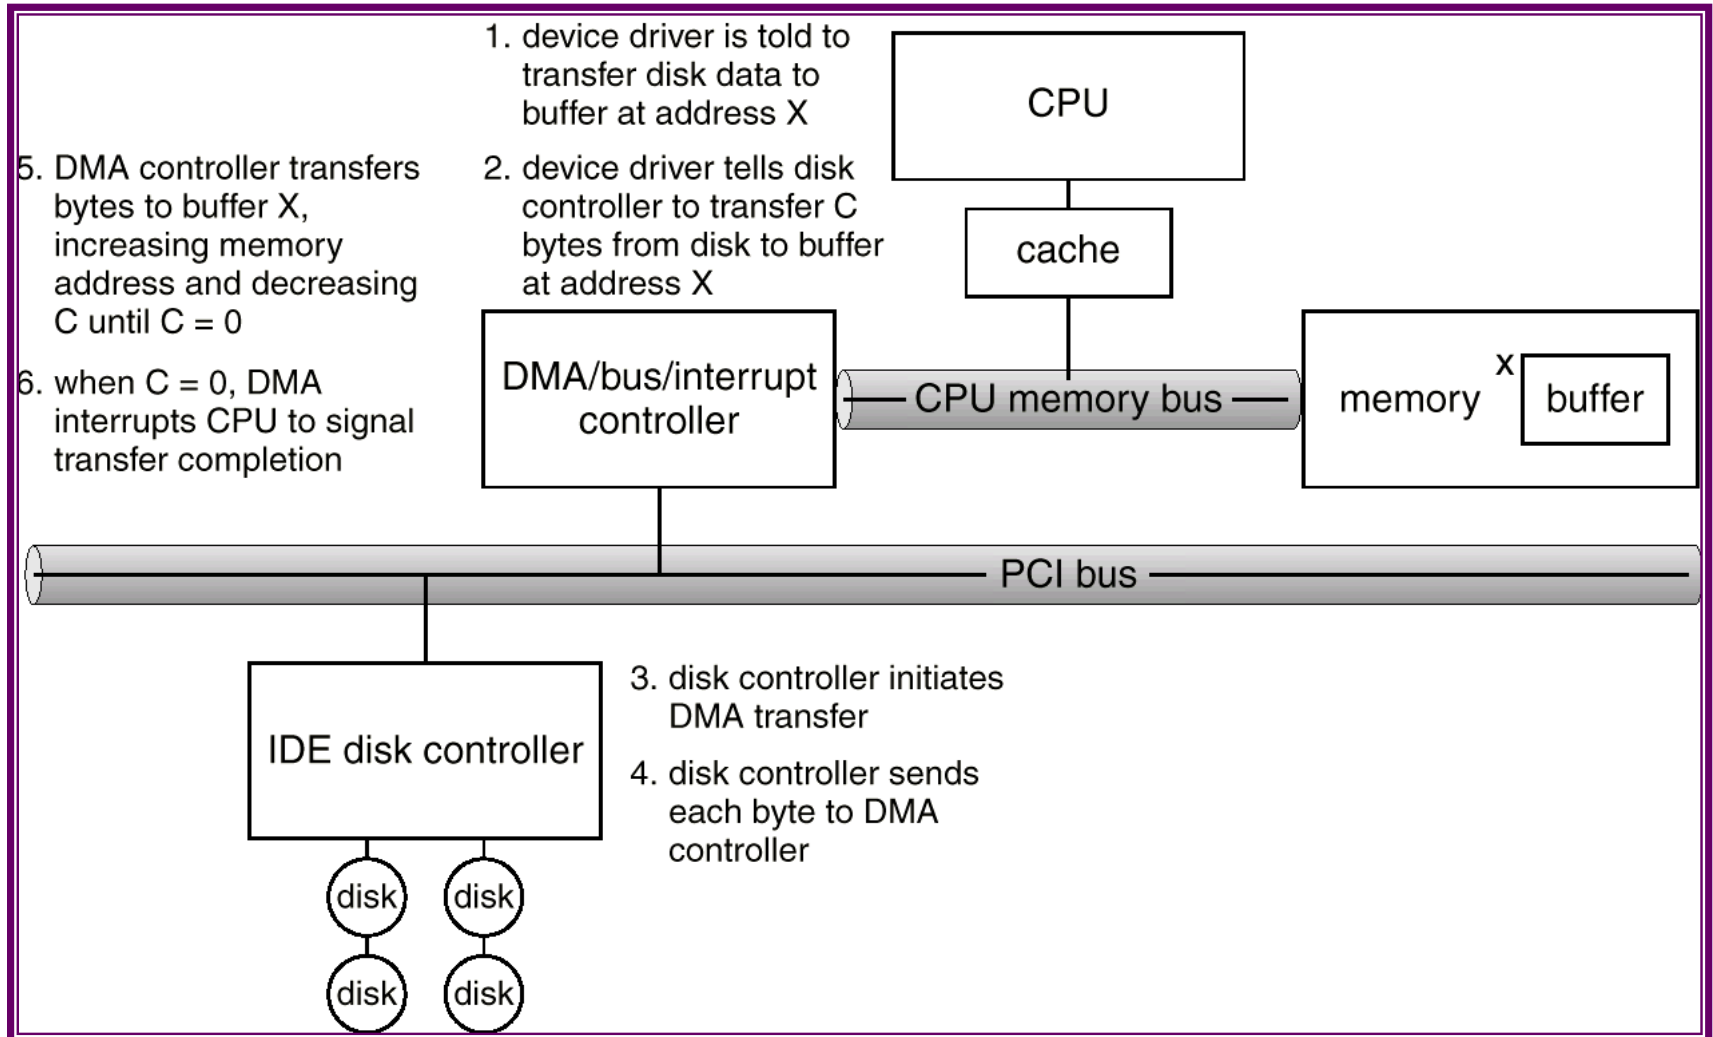 1. device driver is told to
transfer disk data to
buffer at address X
CPU
5. DMA controller transfers
bytes to buffer X,
increasing memory
address and decreasing
C until C = 0
2. device driver tells disk
controller to transfer C
bytes from disk to buffer
at address X
cache
6. when C = 0, DMA
interrupts CPU to signal
transfer completion
DMA/bus/interrupt
controller
CPU memory bus
memory
x
buffer
PCI bus
IDE disk controller
3. disk controller initiates
DMA transfer
4. disk controller sends
each byte to DMA
controller
disk
disk
disk
disk